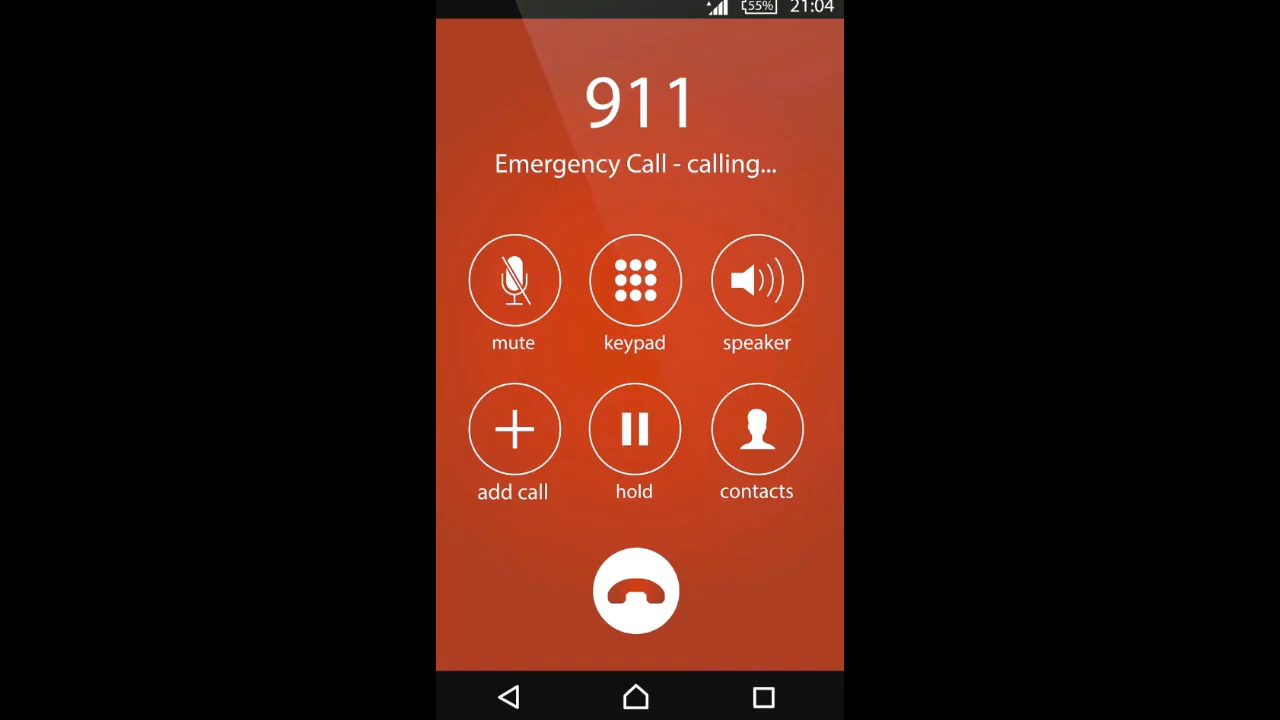 55% 21:04
911
Emergency Call - calling...
mute keypad speaker
add call hold contacts